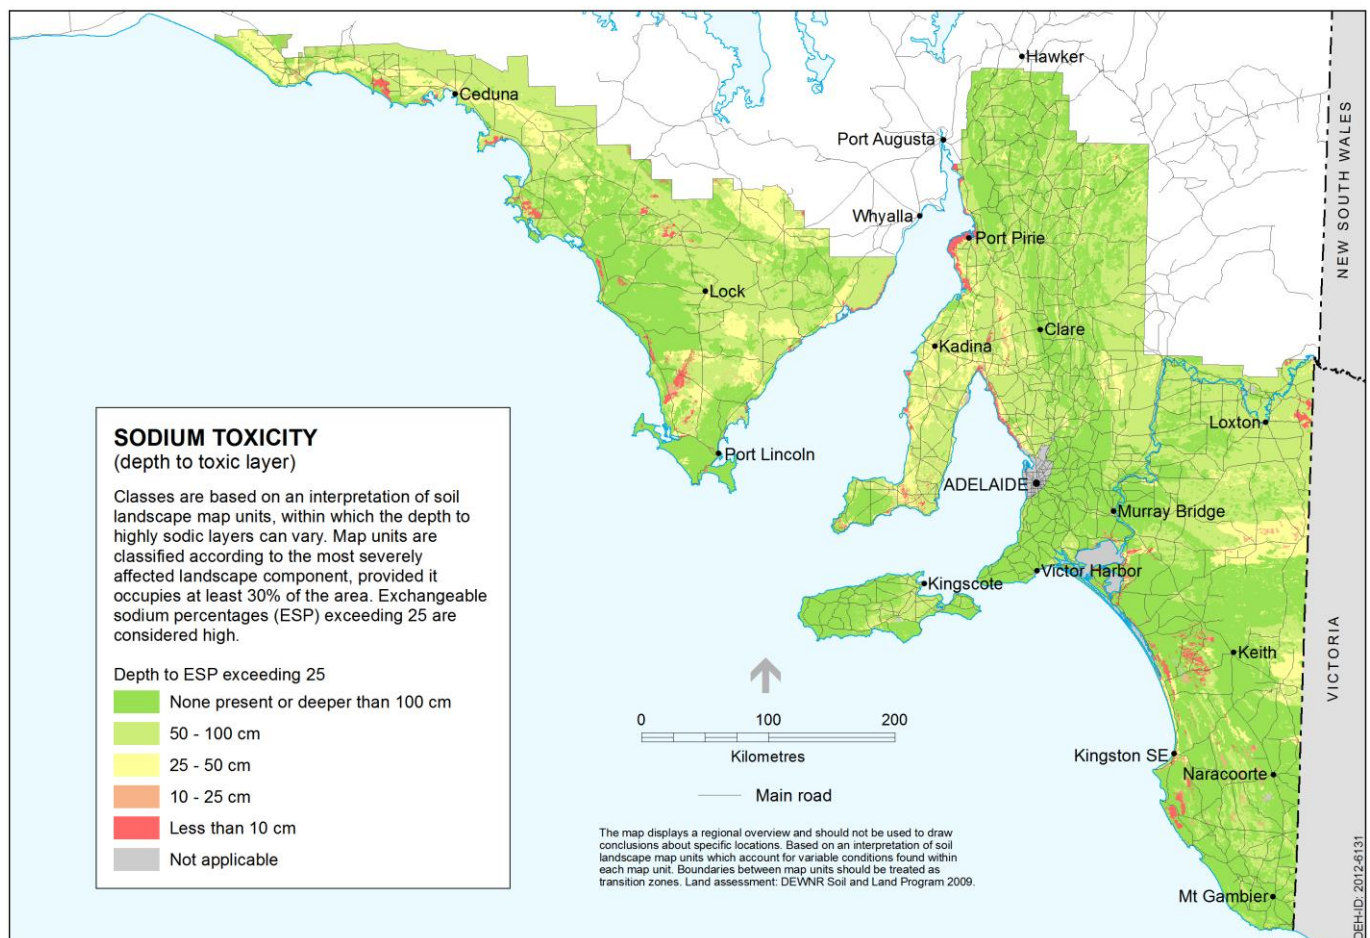 Hawker
Ceduna
Port Augusta
Whyalla
Port Pirie
Lock
Clare
Kadina
Loxton
Port Lincoln
ADELAIDE
Murray Bridge
Victor Harbor
Kingscote
Keith
Kingston SE
Naracoorte
Mt Gambier
NEW SOUTH WALES
VICTORIA
SODIUM TOXICITY
(depth to toxic layer)
Classes are based on an interpretation of soil
landscape map units, within which the depth to
highly sodic layers can vary. Map units are
classified according to the most severely
affected landscape component, provided it
occupies at least 30% of the area. Exchangeable
sodium percentages (ESP) exceeding 25 are
considered high.
Depth to ESP exceeding 25
None present or deeper than 100 cm
50 - 100 cm
25 - 50 cm
10 - 25 cm
Less than 10 cm
Not applicable
0 100 200
Kilometres
Main road
The map displays a regional overview and should not be used to draw
conclusions about specific locations. Based on an interpretation of soil
landscape map units which account for variable conditions found within
each map unit. Boundaries between map units should be treated as
transition zones. Land assessment: DEWNR Soil and Land Program 2009.
DEH-ID: 2012-6131